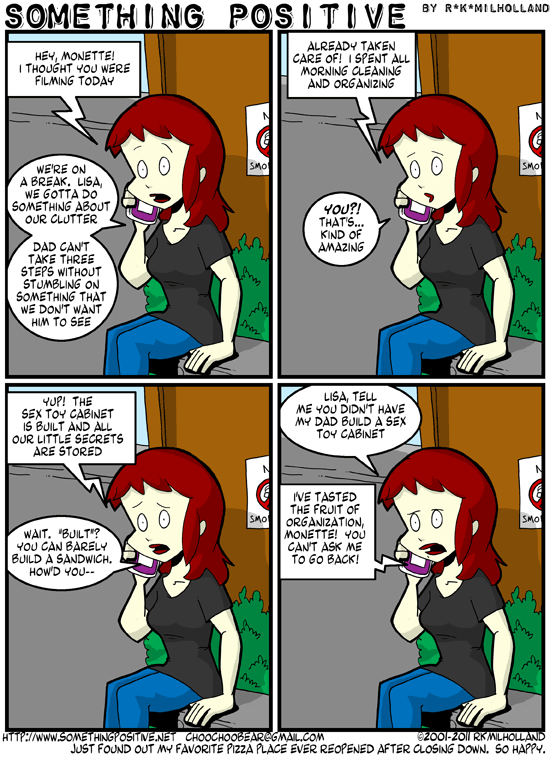 SOMETHING POSITIVE
BY R*K*MILHOLLAND
HEY, MONETTE!
I THOUGHT YOU WERE
FILMING TODAY
WE'RE ON
A BREAK. LISA,
WE GOTTA DO
SOMETHING ABOUT
OUR CLUTTER
DAD CAN'T
TAKE THREE
STEPS WITHOUT
STUMBLING ON
SOMETHING THAT
WE DON'T WANT
HIM TO SEE
ALREADY TAKEN
CARE OF! I SPENT ALL
MORNING CLEANING
AND ORGANIZING
YOU?!
THAT'S...
KIND OF
AMAZING
N
SMO
YUP! THE
SEX TOY CABINET
IS BUILT AND ALL
OUR LITTLE SECRETS
ARE STORED
WAIT. "BUILT"?
YOU CAN BARELY
BUILD A SANDWICH.
HOW'D YOU--
N
SMO
LISA, TELL
ME YOU DIDN'T HAVE
MY DAD BUILD A SEX
TOY CABINET
I'VE TASTED
THE FRUIT OF
ORGANIZATION,
MONETTE! YOU
CAN'T ASK ME
TO GO BACK!
N
SMO
HTTP://WWW.SOMETHINGPOSITIVE.NET CHOOCHOOBEAR@GMAIL.COM
©2001-2011 RKMILHOLLAND
JUST FOUND OUT MY FAVORITE PIZZA PLACE EVER REOPENED AFTER CLOSING DOWN. SO HAPPY.